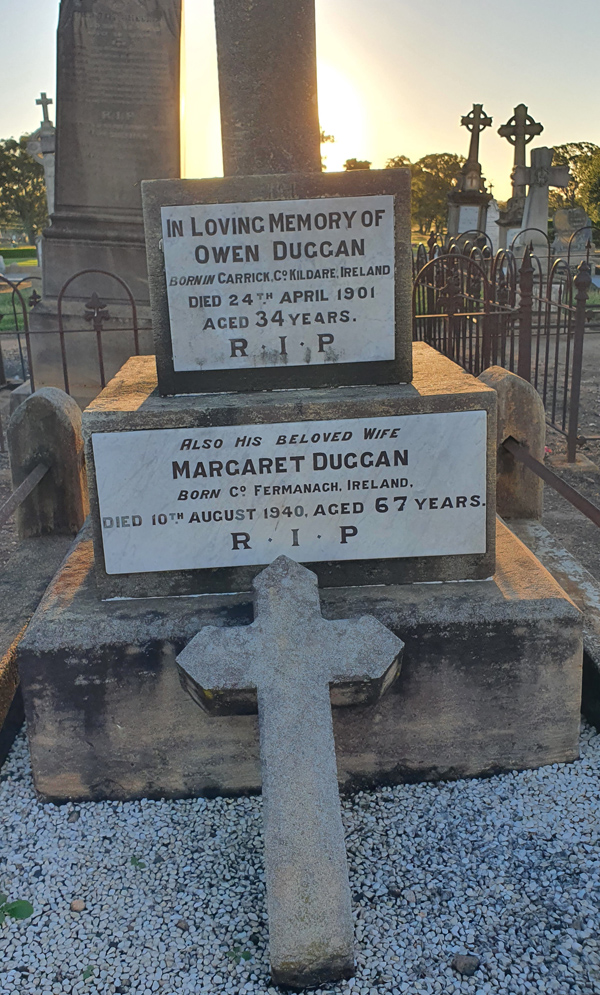 R.I.P
IN LOVING MEMORY OF
OWEN DUGGAN
BORN IN CARRICK, Cº KILDARE, IRELAND
DIED 24TH APRIL 1901
AGED 34 YEARS.
R · I · P
ALSO HIS BELOVED WIFE
MARGARET DUGGAN
BORN Cº FERMANAGH, IRELAND,
DIED 10TH AUGUST 1940, AGED 67 YEARS.
R · I · P